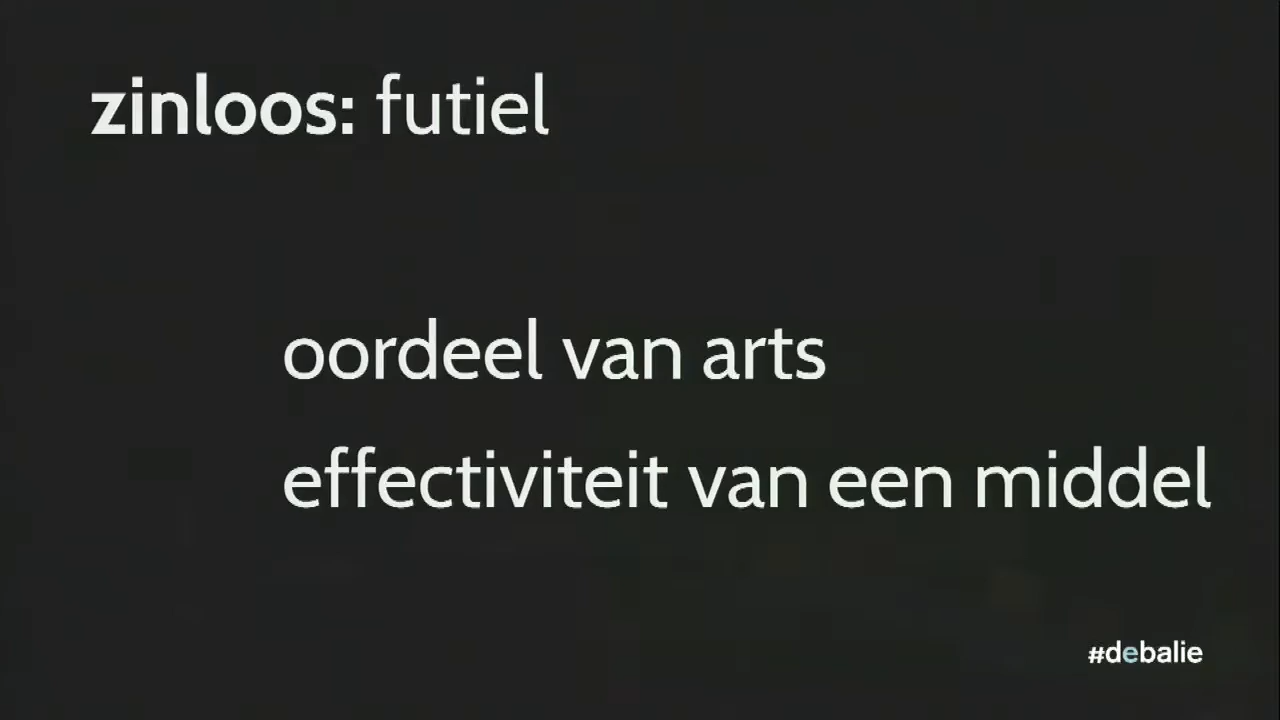 zinloos: futiel
oordeel van arts
effectiviteit van een middel
#debalie